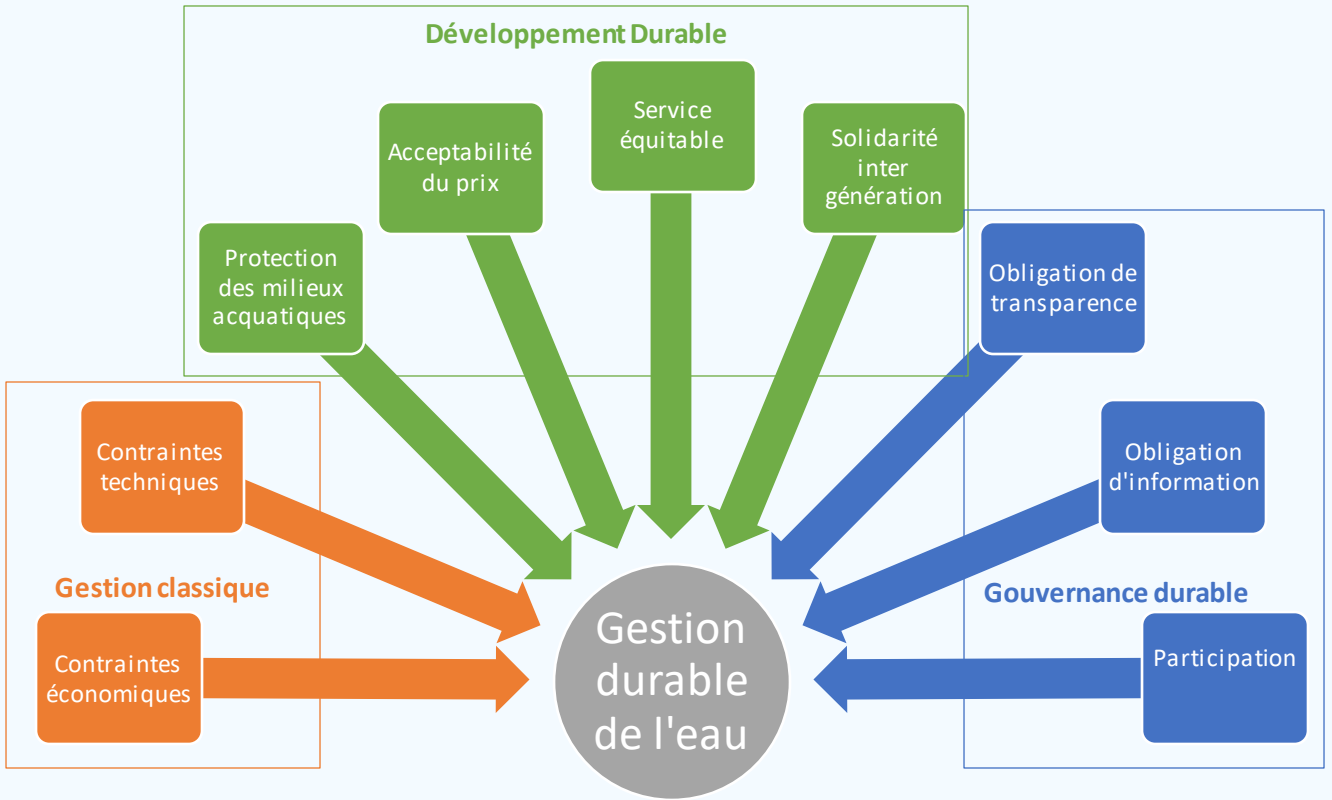 Développement Durable
Service
équitable
Acceptabilité
du prix
Solidarité
inter
génération
Protection
des milieux
acquatiques
Obligation de
transparence
Contraintes
techniques
Obligation
d'information
Gestion classique
Gouvernance durable
Contraintes
économiques
Gestion
durable
de l'eau
Participation